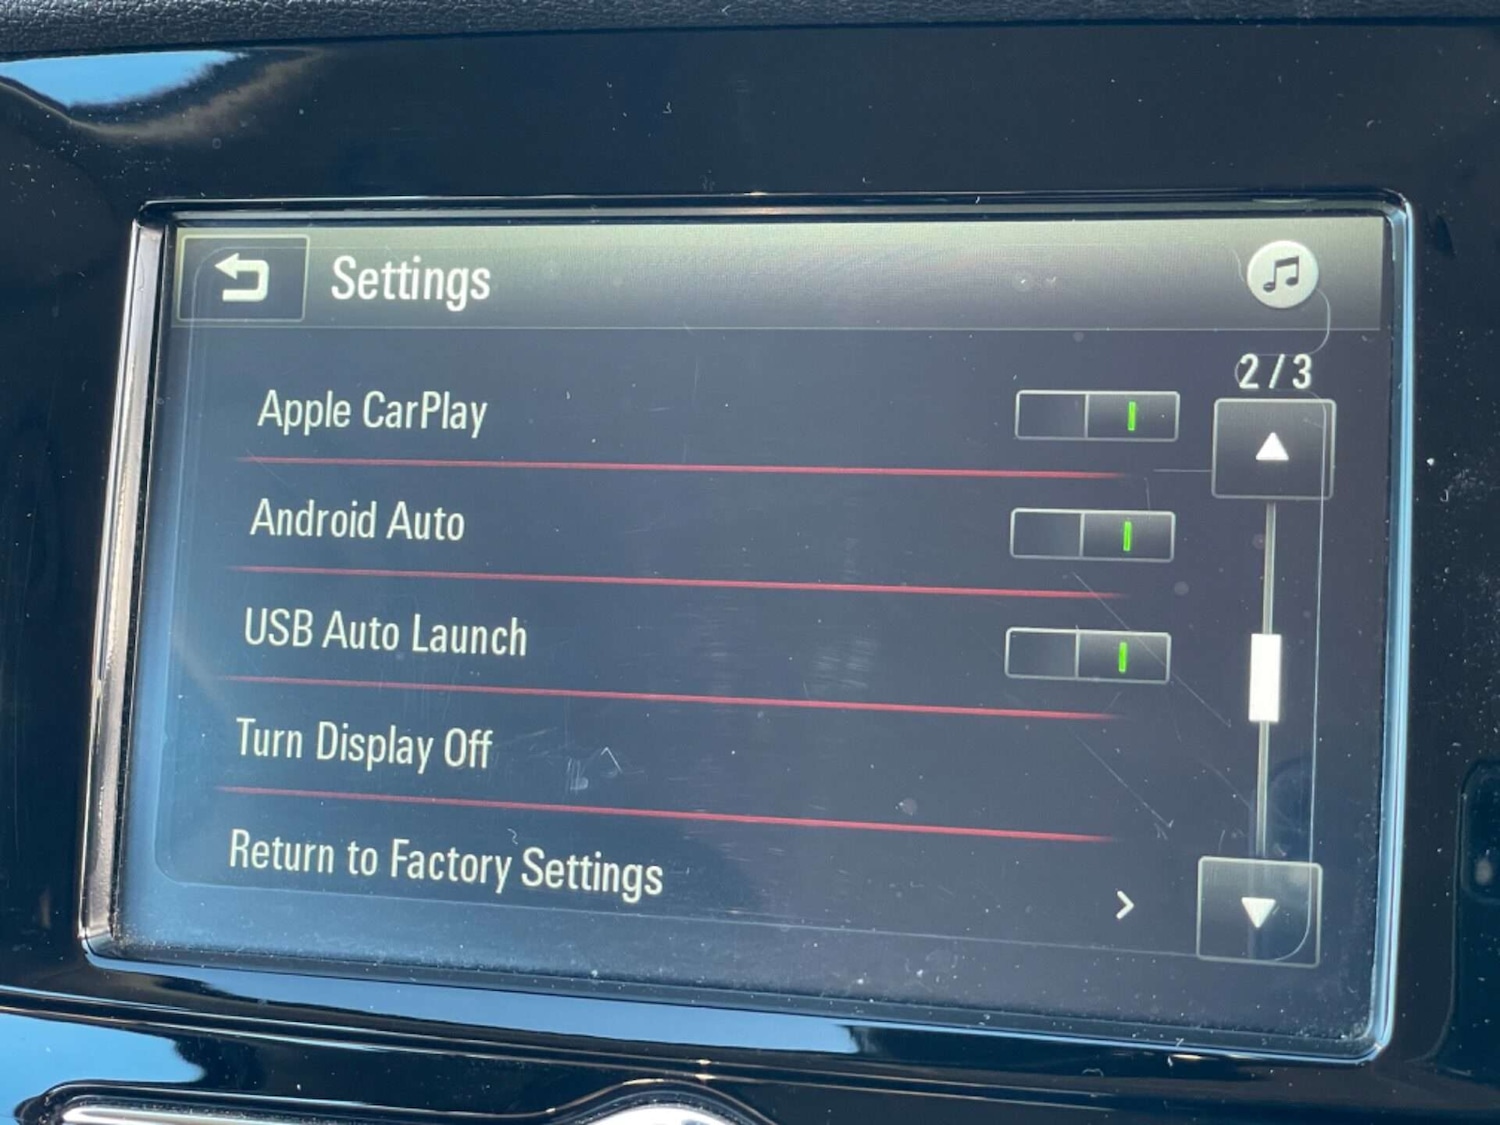 Settings
2/3
Apple CarPlay
Android Auto
USB Auto Launch
Turn Display Off
Return to Factory Settings